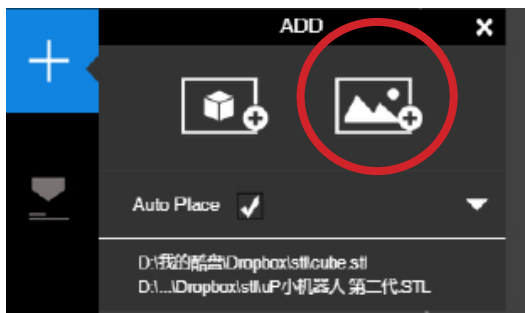 ADD
Auto Place
D:\我的酷盘\Dropbox\stl\cube.stl
D:\...\Dropbox\stl\uP小机器人 第二代.STL